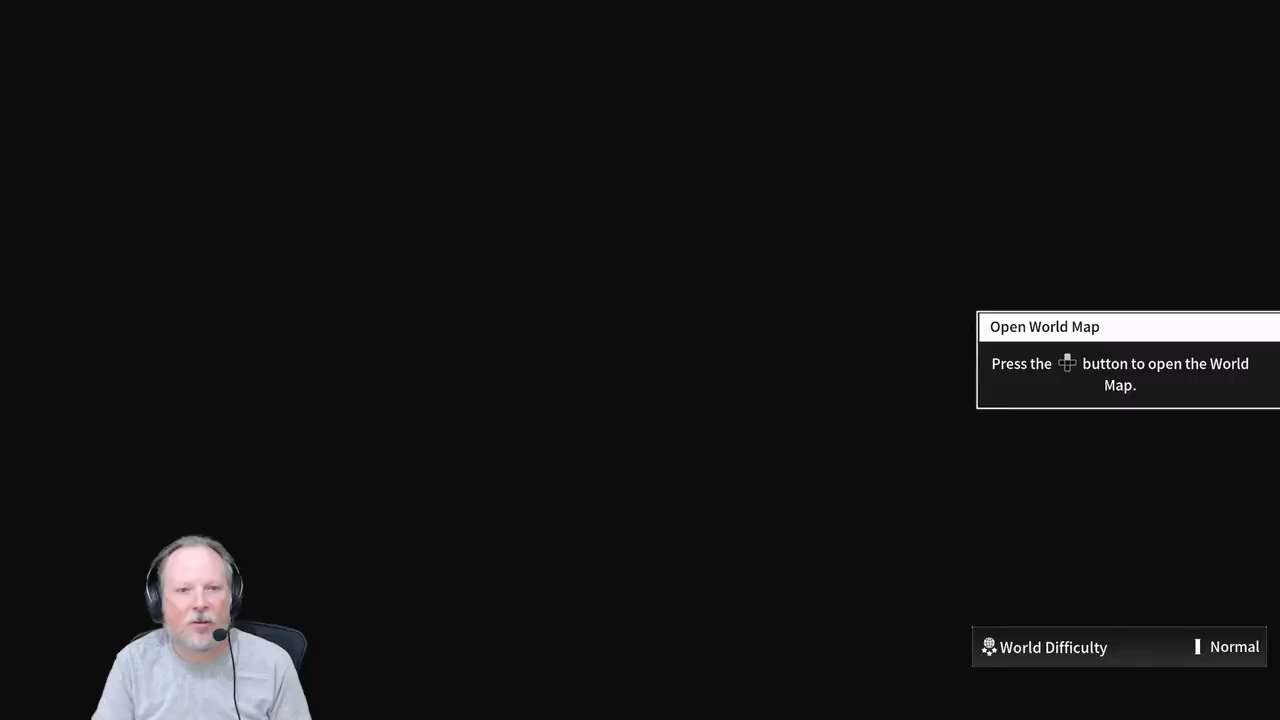 Open World Map
Press the button to open the World
Map.
World Difficulty Normal